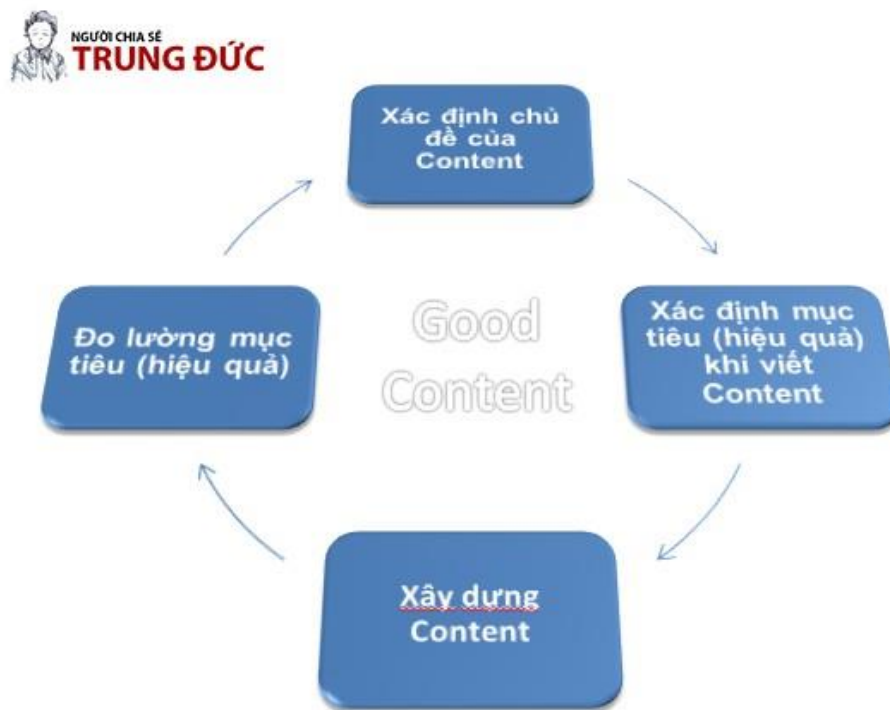 NGƯỜI CHIA SẺ
TRUNG ĐỨC
Xác định chủ
đề của
Content
Xác định mục
tiêu (hiệu quả)
khi viết
Content
Xây dựng
Content
Đo lường mục
tiêu (hiệu quả)
Good
Content